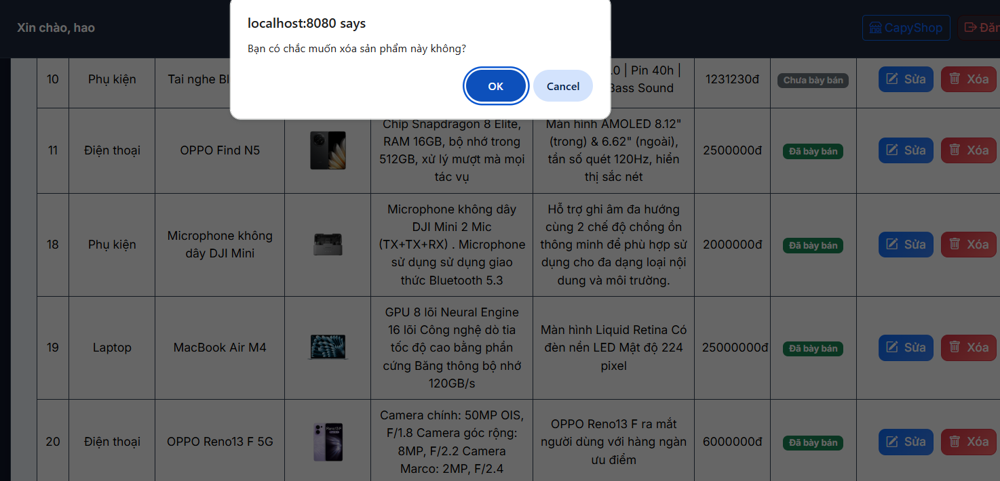 Xin chào, hao
CapyShop
localhost:8080 says
Bạn có chắc muốn xóa sản phẩm này không?
OK
Cancel
10
Phụ kiện
Tai nghe
.0 | Pin 40h |
Bass Sound
1231230đ
Chưa bày bán
Sửa
Xóa
11
Điện thoại
OPPO Find N5
Chip Snapdragon 8 Elite,
RAM 16GB, bộ nhớ trong
512GB, xử lý mượt mà mọi
tác vụ
Màn hình AMOLED 8.12"
(trong) & 6.62" (ngoài),
tần số quét 120Hz, hiển
thị sắc nét
2500000đ
Đã bày bán
Sửa
Xóa
18
Phụ kiện
Microphone không
dây DJI Mini
Microphone không dây
DJI Mini 2 Mic
(TX+TX+RX) . Microphone
sử dụng sử dụng giao
thức Bluetooth 5.3
Hỗ trợ ghi âm đa hướng
cùng 2 chế độ chống ồn
thông minh để phù hợp sử
dụng cho đa dạng loại nội
dung và môi trường.
2000000đ
Đã bày bán
Sửa
Xóa
19
Laptop
MacBook Air M4
GPU 8 lõi Neural Engine
16 lõi Công nghệ dò tia
tốc độ cao bằng phần
cứng Băng thông bộ nhớ
120GB/s
Màn hình Liquid Retina Có
đèn nền LED Mật độ 224
pixel
25000000đ
Đã bày bán
Sửa
Xóa
20
Điện thoại
OPPO Reno13 F 5G
Camera chính: 50MP OIS,
F/1.8 Camera góc rộng:
8MP, F/2.2 Camera
Marco: 2MP, F/2.4
OPPO Reno13 F ra mắt
người dùng với hàng ngàn
ưu điểm
6000000đ
Đã bày bán
Sửa
Xóa